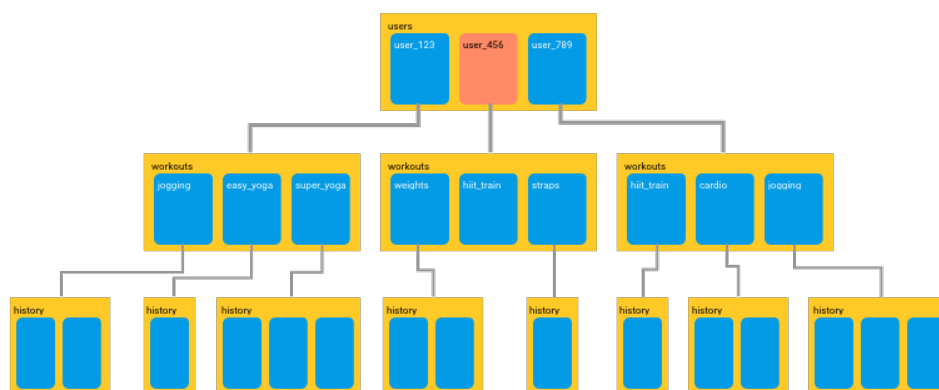 users
user_123
user_456
user_789
workouts
jogging
easy_yoga
super_yoga
workouts
weights
hiit_train
straps
workouts
hiit_train
cardio
jogging
history
history
history
history
history
history
history
history